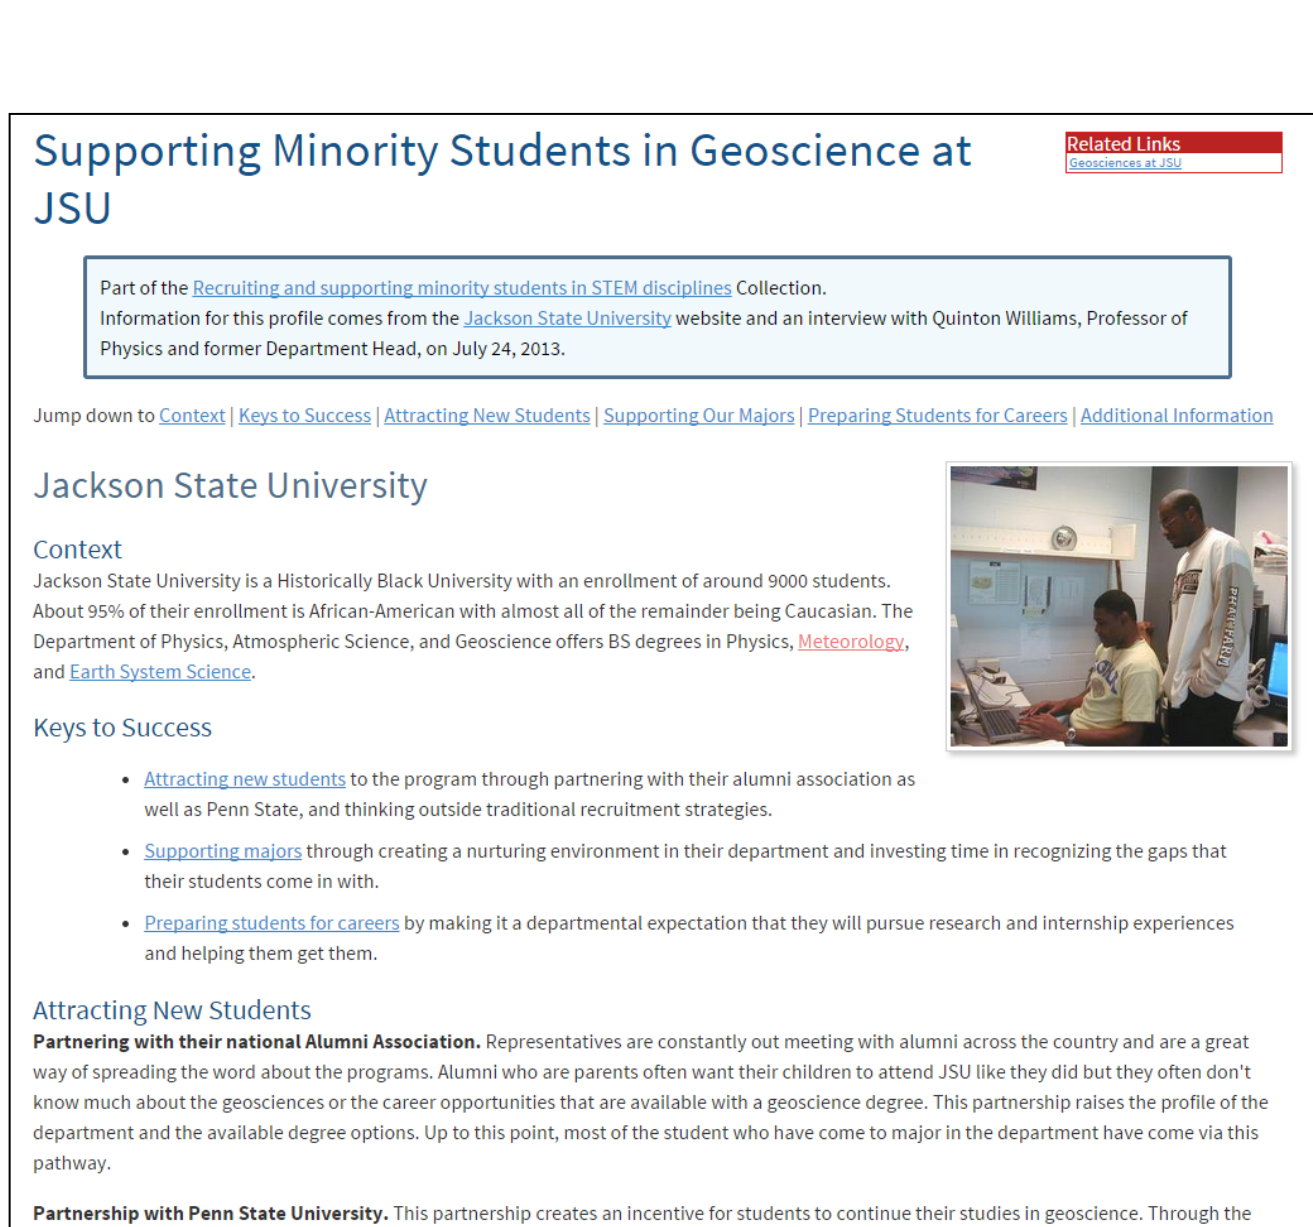 Supporting Minority Students in Geoscience at
JSU
Related Links
Geosciences at JSU
Part of the Recruiting and supporting minority students in STEM disciplines Collection.
Information for this profile comes from the Jackson State University website and an interview with Quinton Williams, Professor of
Physics and former Department Head, on July 24, 2013.
Jump down to Context | Keys to Success | Attracting New Students | Supporting Our Majors | Preparing Students for Careers | Additional Information
Jackson State University
Context
Jackson State University is a Historically Black University with an enrollment of around 9000 students.
About 95% of their enrollment is African-American with almost all of the remainder being Caucasian. The
Department of Physics, Atmospheric Science, and Geoscience offers BS degrees in Physics, Meteorology,
and Earth System Science.
PHAT FARM
Keys to Success
• Attracting new students to the program through partnering with their alumni association as
well as Penn State, and thinking outside traditional recruitment strategies.
• Supporting majors through creating a nurturing environment in their department and investing time in recognizing the gaps that
their students come in with.
• Preparing students for careers by making it a departmental expectation that they will pursue research and internship experiences
and helping them get them.
Attracting New Students
Partnering with their national Alumni Association. Representatives are constantly out meeting with alumni across the country and are a great
way of spreading the word about the programs. Alumni who are parents often want their children to attend JSU like they did but they often don't
know much about the geosciences or the career opportunities that are available with a geoscience degree. This partnership raises the profile of the
department and the available degree options. Up to this point, most of the student who have come to major in the department have come via this
pathway.
Partnership with Penn State University. This partnership creates an incentive for students to continue their studies in geoscience. Through the